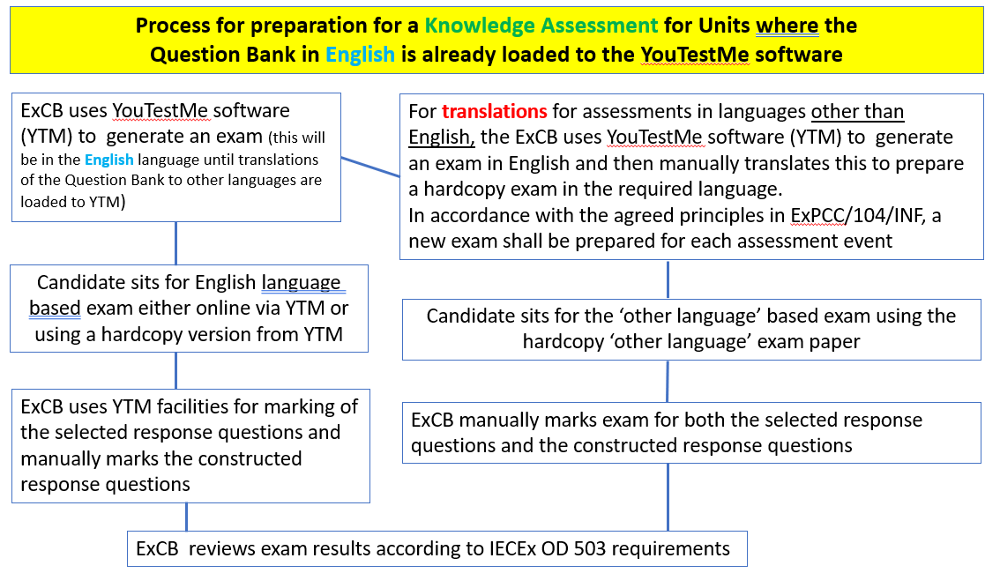 Process for preparation for a Knowledge Assessment for Units where the
Question Bank in English is already loaded to the YouTestMe software
ExCB uses YouTestMe software
(YTM) to generate an exam (this will
be in the English language until translations
of the Question Bank to other languages are
loaded to YTM)
For translations for assessments in languages other than
English, the ExCB uses YouTestMe software (YTM) to generate
an exam in English and then manually translates this to prepare
a hardcopy exam in the required language.
In accordance with the agreed principles in ExPCC/104/INF, a
new exam shall be prepared for each assessment event
Candidate sits for English language
based exam either online via YTM or
using a hardcopy version from YTM
Candidate sits for the ‘other language’ based exam using the
hardcopy ‘other language’ exam paper
ExCB uses YTM facilities for marking of
the selected response questions and
manually marks the constructed
response questions
ExCB manually marks exam for both the selected response
questions and the constructed response questions
ExCB reviews exam results according to IECEx OD 503 requirements